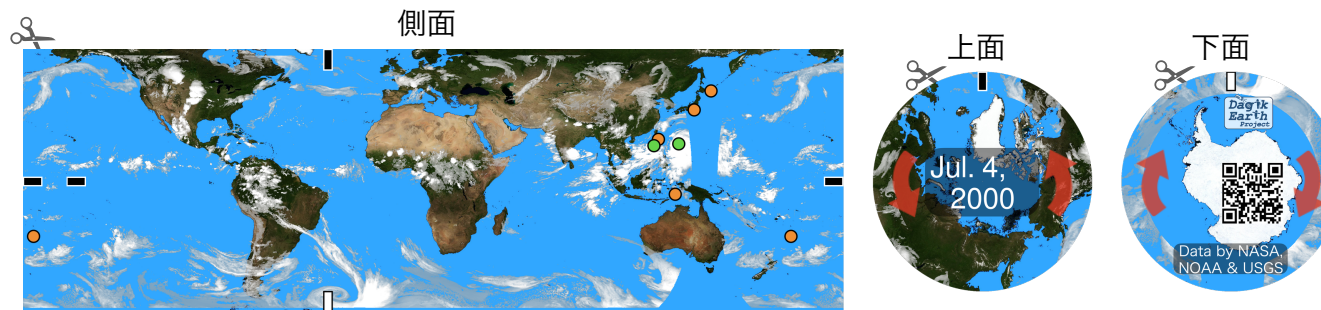 側面
上面
下面
Jul. 4,
2000
Dagik
Earth
Project
Data by NASA,
NOAA & USGS